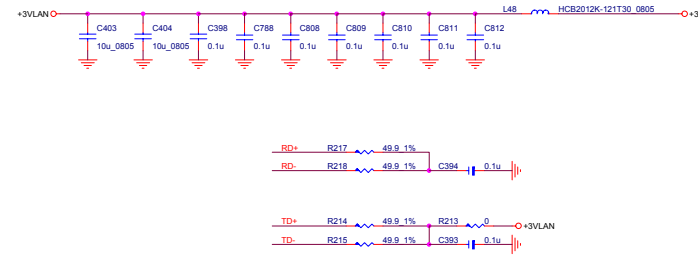 L48 HCB2012K-121T30_0805
+3VLAN +3
C403 C404 C398 C788 C808 C809 C810 C811 C812
10u_0805 10u_0805 0.1u 0.1u 0.1u 0.1u 0.1u 0.1u 0.1u
RD+ R217 49.9_1%
RD- R218 49.9_1% C394 0.1u
TD+ R214 49.9_1% R213 0 +3VLAN
TD- R215 49.9_1% C393 0.1u